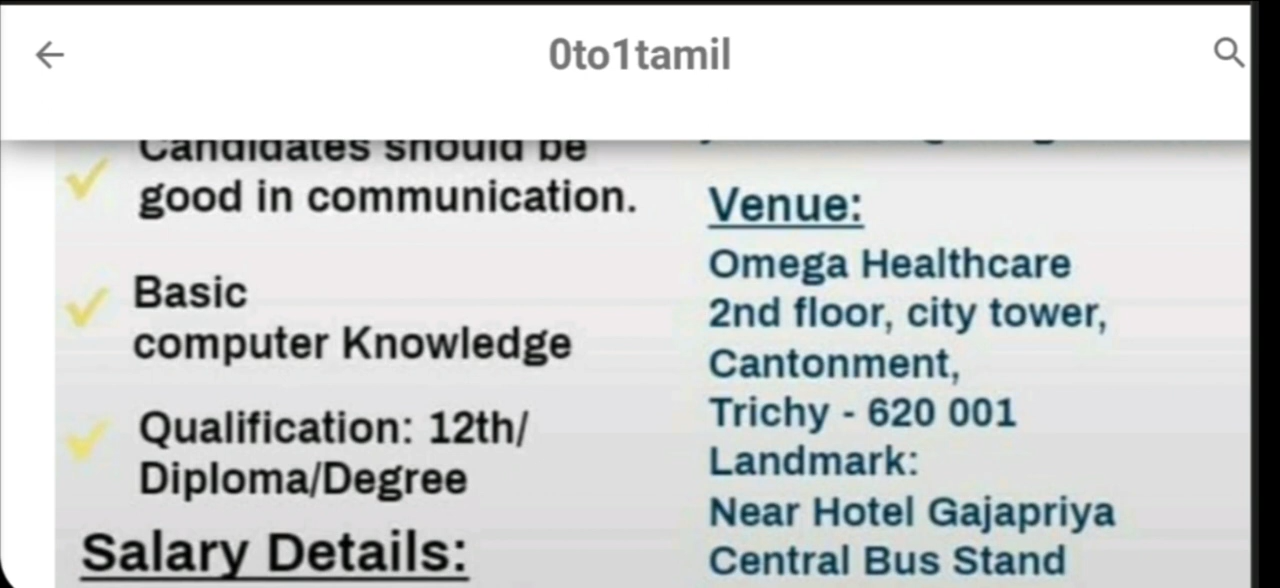 0to1tamil
Candidates should be
good in communication.
Basic
computer Knowledge
Qualification: 12th/
Diploma/Degree
Salary Details:
Venue:
Omega Healthcare
2nd floor, city tower,
Cantonment,
Trichy - 620 001
Landmark:
Near Hotel Gajapriya
Central Bus Stand